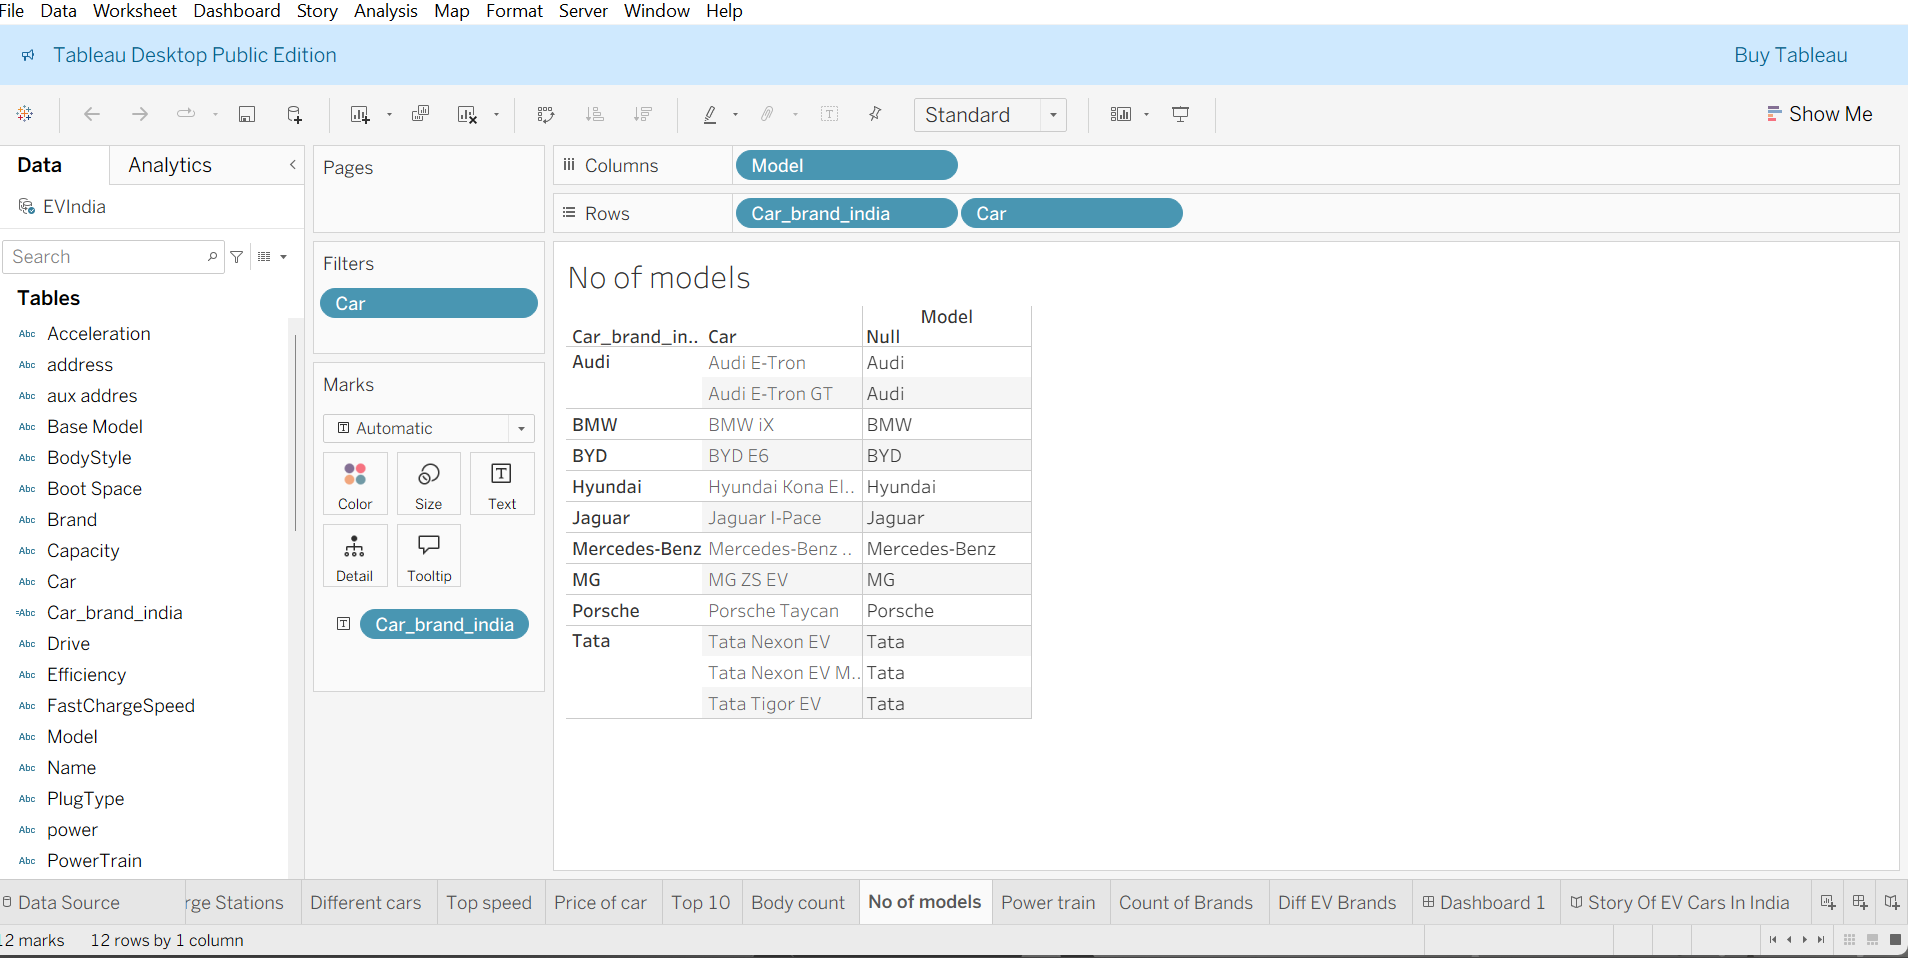 File Data Worksheet Dashboard Story Analysis Map Format Server Window Help
Tableau Desktop Public Edition Buy Tableau
Standard Show Me
Data Analytics
EVIndia
Search
Tables
Abc Acceleration
Abc address
Abc aux addres
Abc Base Model
Abc BodyStyle
Abc Boot Space
Abc Brand
Abc Capacity
Abc Car
=Abc Car_brand_india
Abc Drive
Abc Efficiency
Abc FastChargeSpeed
Abc Model
Abc Name
Abc PlugType
Abc power
Abc PowerTrain
Pages
Filters
Car
Marks
Automatic
Color Size Text
Detail Tooltip
Car_brand_india
Columns Model
Rows Car_brand_india Car
No of models
Model
Car_brand_in.. Car Null
Audi Audi E-Tron Audi
Audi E-Tron GT Audi
BMW BMW iX BMW
BYD BYD E6 BYD
Hyundai Hyundai Kona El.. Hyundai
Jaguar Jaguar I-Pace Jaguar
Mercedes-Benz Mercedes-Benz .. Mercedes-Benz
MG MG ZS EV MG
Porsche Porsche Taycan Porsche
Tata Tata Nexon EV Tata
Tata Nexon EV M.. Tata
Tata Tigor EV Tata
Data Source rge Stations Different cars Top speed Price of car Top 10 Body count No of models Power train Count of Brands Diff EV Brands Dashboard 1 Story Of EV Cars In India
12 marks 12 rows by 1 column